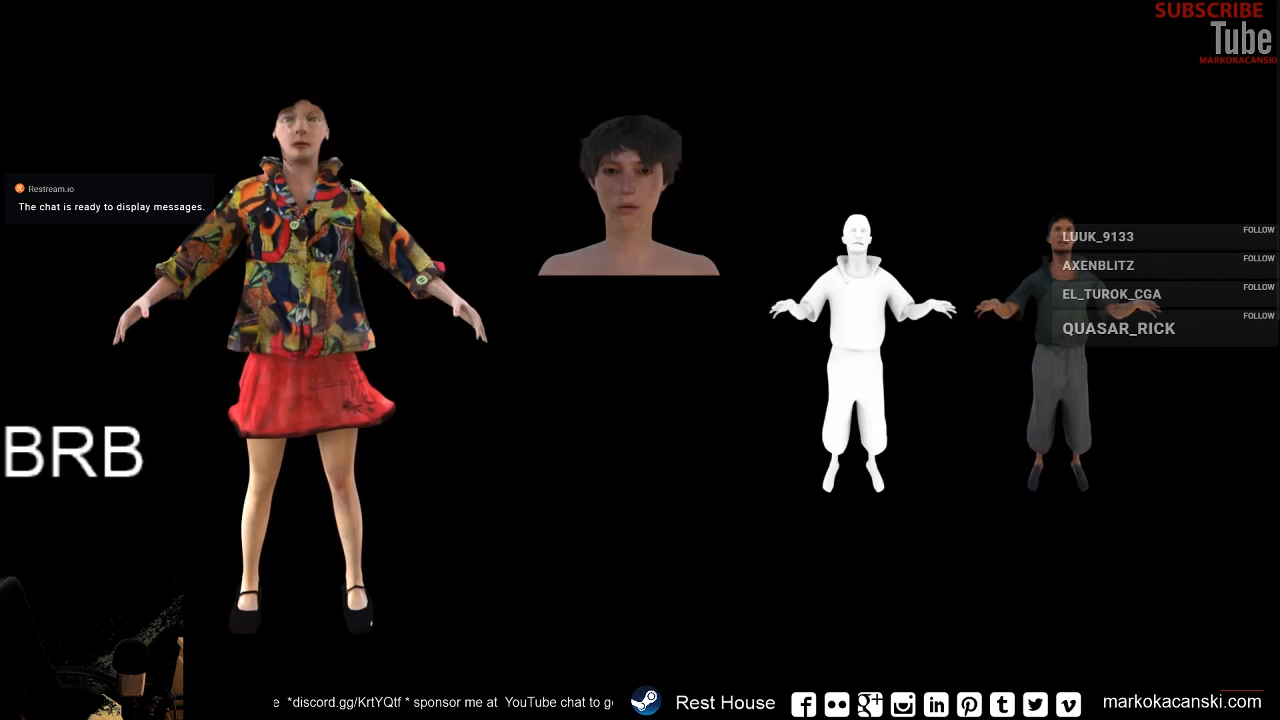 SUBSCRIBE
Tube
MARKOKACANSKI
Restream.io
The chat is ready to display messages.
LUUK_9133 FOLLOW
AXENBLITZ FOLLOW
EL_TUROK_CGA FOLLOW
QUASAR_RICK FOLLOW
BRB
e *discord.gg/KrtYQtf * sponsor me at YouTube chat to g
Rest House
markokacanski.com